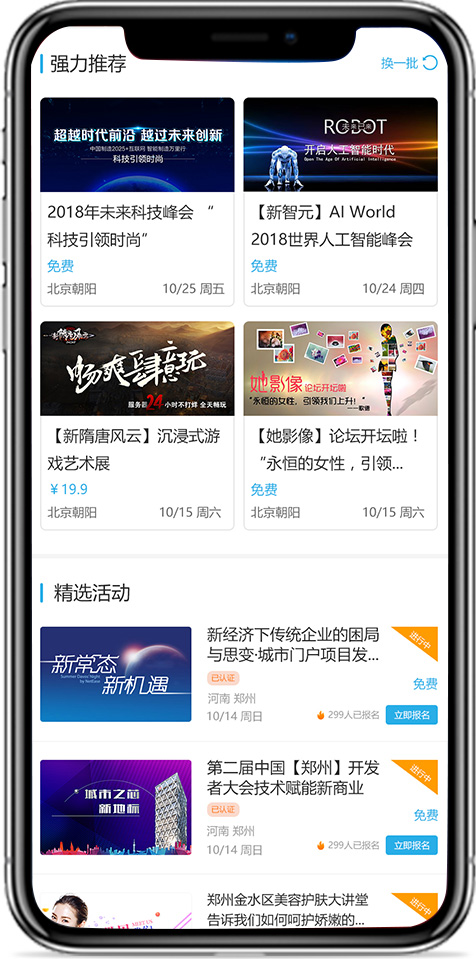 强力推荐
换一批
超越时代前沿 越过未来创新
中国制造2025+互联网 智能制造万里行
科技引领时尚
ROBOT
未来已来
开启人工智能时代
Open The Age Of Artificial Intelligence
2018年未来科技峰会 “
科技引领时尚”
免费
北京朝阳 10/25 周五
【新智元】AI World
2018世界人工智能峰会
免费
北京朝阳 10/24 周四
畅爽肆意玩
服务器24小时不打烊 全天畅玩
她影像 论坛开坛啦
"永恒的女性，引领我们上升！"
——歌德
【新隋唐风云】沉浸式游
戏艺术展
￥19.9
北京朝阳 10/15 周六
【她影像】论坛开坛啦！
“永恒的女性，引领...
免费
北京朝阳 10/15 周六
精选活动
新常态
Summer David Night
by NetEase
新机遇
新经济下传统企业的困局
与思变·城市门户项目发...
进行中
已认证
免费
河南 郑州
10/14 周日
299人已报名
立即报名
城市之芯
新地标
第二届中国【郑州】开发
者大会技术赋能新商业
进行中
已认证
免费
河南 郑州
10/14 周日
299人已报名
立即报名
郑州金水区美容护肤大讲堂
告诉我们如何呵护娇嫩的...
进行中